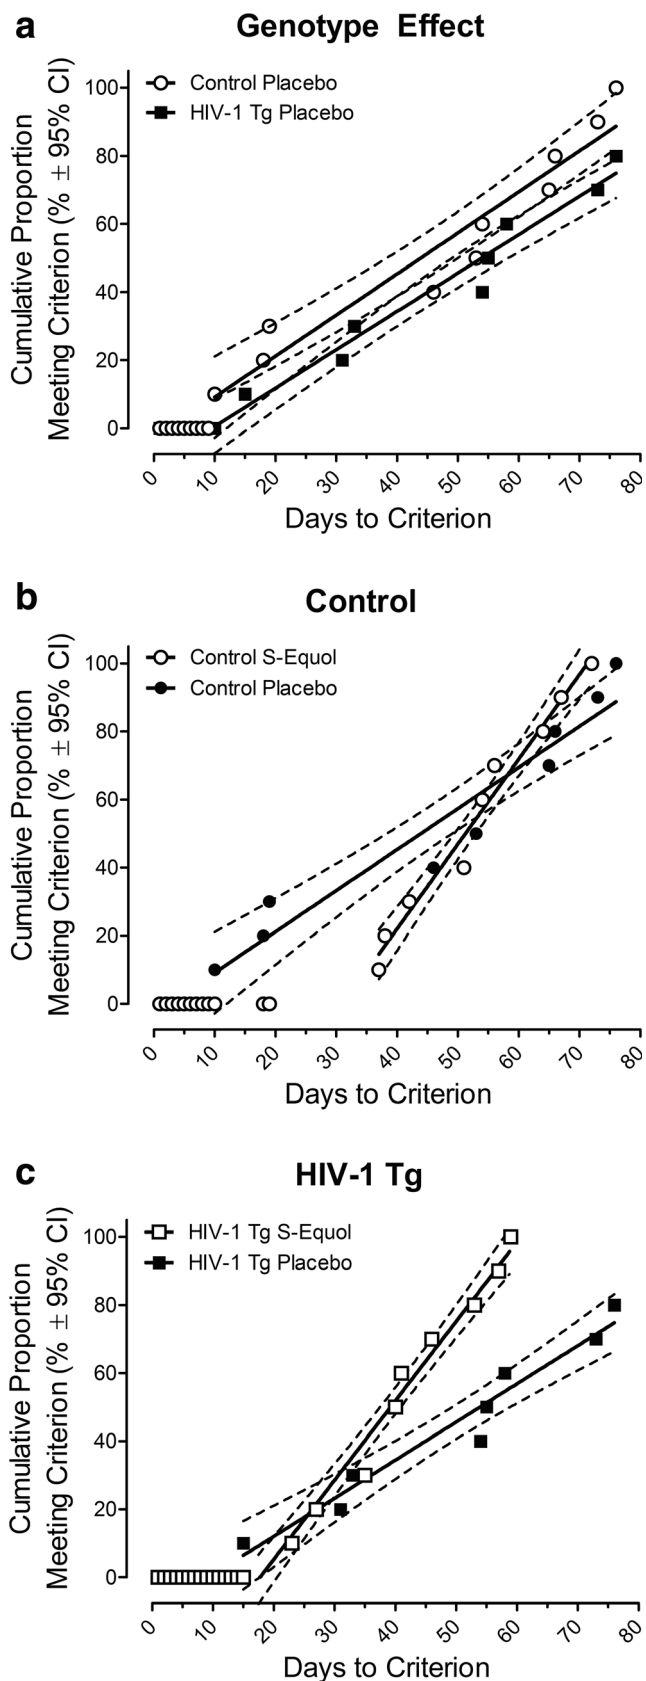 a
Genotype Effect
Control Placebo
HIV-1 Tg Placebo
Cumulative Proportion
Meeting Criterion (% ± 95% CI)
100
80
60
40
20
0
0 10 20 30 40 50 60 70 80
Days to Criterion
b
Control
Control S-Equol
Control Placebo
Cumulative Proportion
Meeting Criterion (% ± 95% CI)
100
80
60
40
20
0
0 10 20 30 40 50 60 70 80
Days to Criterion
c
HIV-1 Tg
HIV-1 Tg S-Equol
HIV-1 Tg Placebo
Cumulative Proportion
Meeting Criterion (% ± 95% CI)
100
80
60
40
20
0
0 10 20 30 40 50 60 70 80
Days to Criterion